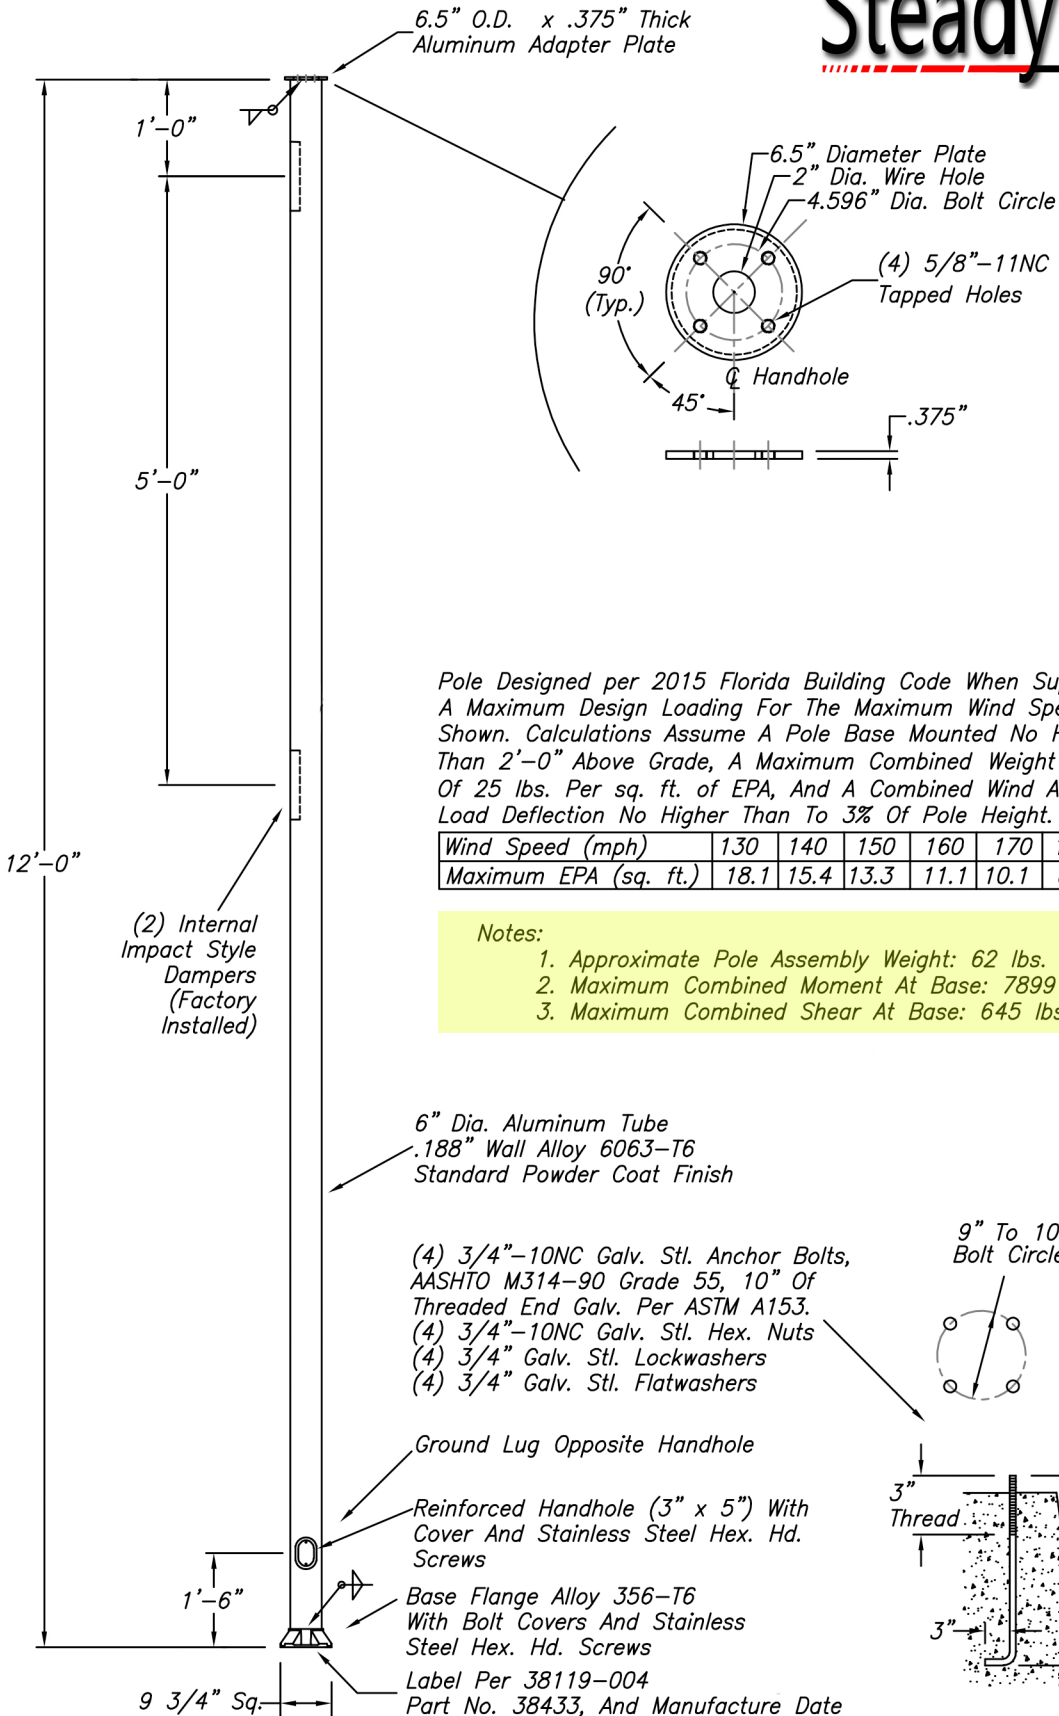 Steady
6.5" O.D. x .375" Thick
Aluminum Adapter Plate
1'-0"
6.5" Diameter Plate
2" Dia. Wire Hole
4.596" Dia. Bolt Circle
90°
(Typ.)
(4) 5/8"-11NC
Tapped Holes
℄ Handhole
45°
.375"
5'-0"
Pole Designed per 2015 Florida Building Code When
A Maximum Design Loading For The Maximum Wind
Shown. Calculations Assume A Pole Base Mounted No
Than 2'-0" Above Grade, A Maximum Combined Weight
Of 25 lbs. Per sq. ft. of EPA, And A Combined Wind
Load Deflection No Higher Than To 3% Of Pole Height.
Wind Speed (mph) 130 140 150 160 170
Maximum EPA (sq. ft.) 18.1 15.4 13.3 11.1 10.1
12'-0"
(2) Internal
Impact Style
Dampers
(Factory
Installed)
Notes:
1. Approximate Pole Assembly Weight: 62 lbs.
2. Maximum Combined Moment At Base: 7899
3. Maximum Combined Shear At Base: 645 lbs
6" Dia. Aluminum Tube
.188" Wall Alloy 6063-T6
Standard Powder Coat Finish
(4) 3/4"-10NC Galv. Stl. Anchor Bolts,
AASHTO M314-90 Grade 55, 10" Of
Threaded End Galv. Per ASTM A153.
(4) 3/4"-10NC Galv. Stl. Hex. Nuts
(4) 3/4" Galv. Stl. Lockwashers
(4) 3/4" Galv. Stl. Flatwashers
9" To 10
Bolt Circle
Ground Lug Opposite Handhole
Reinforced Handhole (3" x 5") With
Cover And Stainless Steel Hex. Hd.
Screws
3"
Thread
1'-6"
Base Flange Alloy 356-T6
With Bolt Covers And Stainless
Steel Hex. Hd. Screws
3"
Label Per 38119-004
Part No. 38433, And Manufacture Date
9 3/4" Sq.